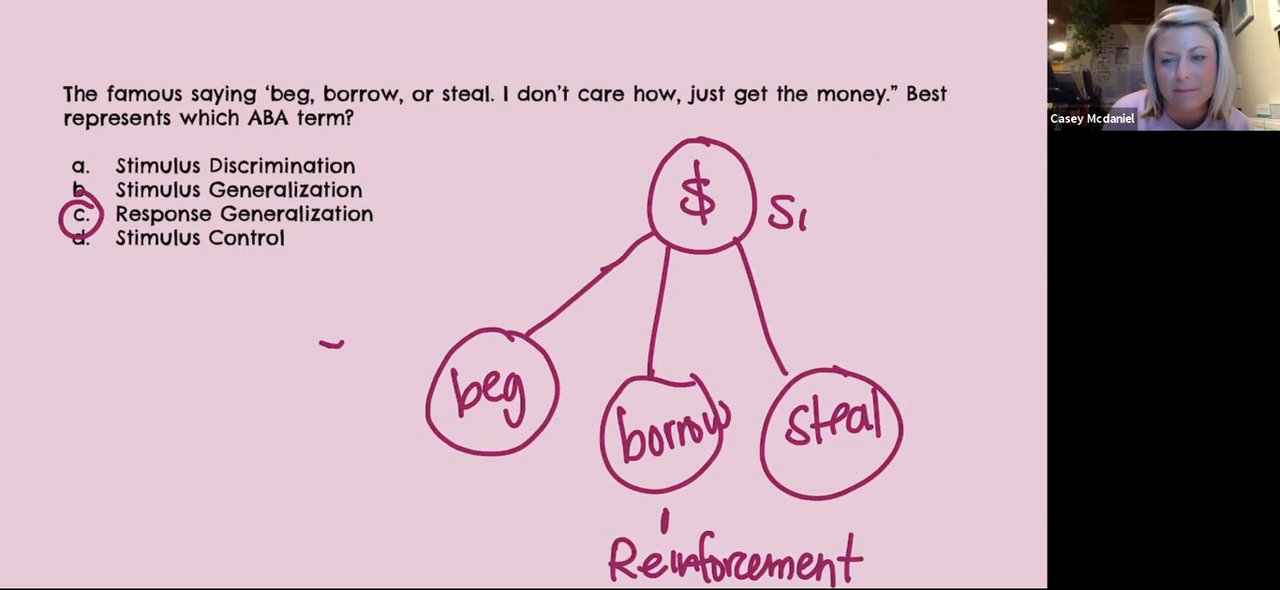 The famous saying ‘beg, borrow, or steal. I don’t care how, just get the money.” Best
represents which ABA term?
a. Stimulus Discrimination
b. Stimulus Generalization
c. Response Generalization
d. Stimulus Control
$
beg
borrow
steal
Reinforcement
Casey Mcdaniel